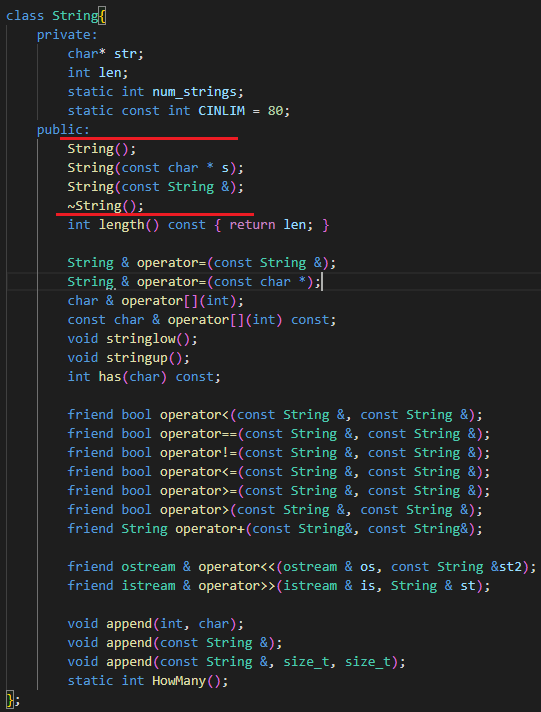 class String{
    private:
        char* str;
        int len;
        static int num_strings;
        static const int CINLIM = 80;
    public:
        String();
        String(const char * s);
        String(const String &);
        ~String();
        int length() const { return len; }

        String & operator=(const String &);
        String & operator=(const char *);
        char & operator[](int);
        const char & operator[](int) const;
        void stringlow();
        void stringup();
        int has(char) const;

        friend bool operator<(const String &, const String &);
        friend bool operator==(const String &, const String &);
        friend bool operator!=(const String &, const String &);
        friend bool operator<=(const String &, const String &);
        friend bool operator>=(const String &, const String &);
        friend bool operator>(const String &, const String &);
        friend String operator+(const String&, const String&);

        friend ostream & operator<<(ostream & os, const String &st2);
        friend istream & operator>>(istream & is, String & st);

        void append(int, char);
        void append(const String &);
        void append(const String &, size_t, size_t);
        static int HowMany();
};